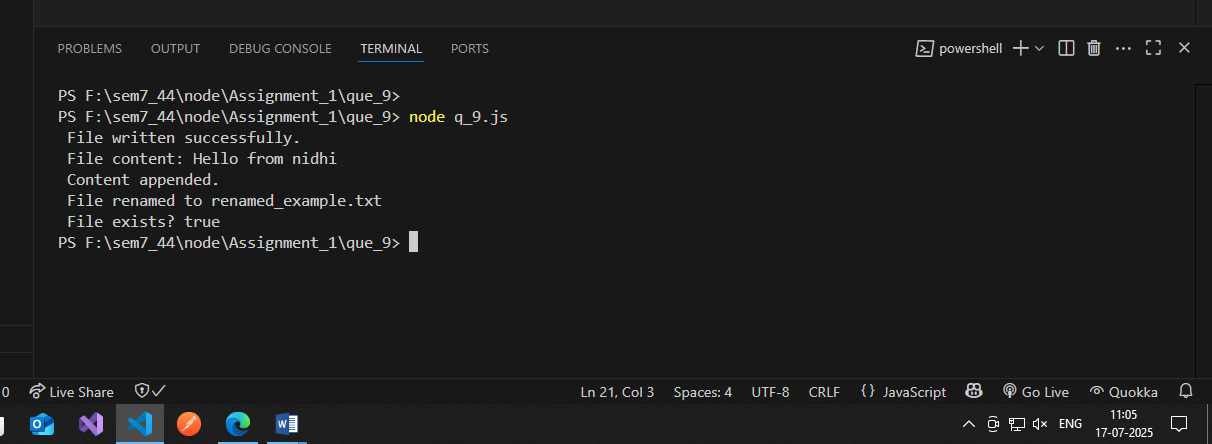 PROBLEMS OUTPUT DEBUG CONSOLE TERMINAL PORTS powershell
PS F:\sem7_44\node\Assignment_1\que_9>
PS F:\sem7_44\node\Assignment_1\que_9> node q_9.js
File written successfully.
File content: Hello from nidhi
Content appended.
File renamed to renamed_example.txt
File exists? true
PS F:\sem7_44\node\Assignment_1\que_9>
0 Live Share Ln 21, Col 3 Spaces: 4 UTF-8 CRLF {} JavaScript Go Live Quokka
ENG 11:05
17-07-2025